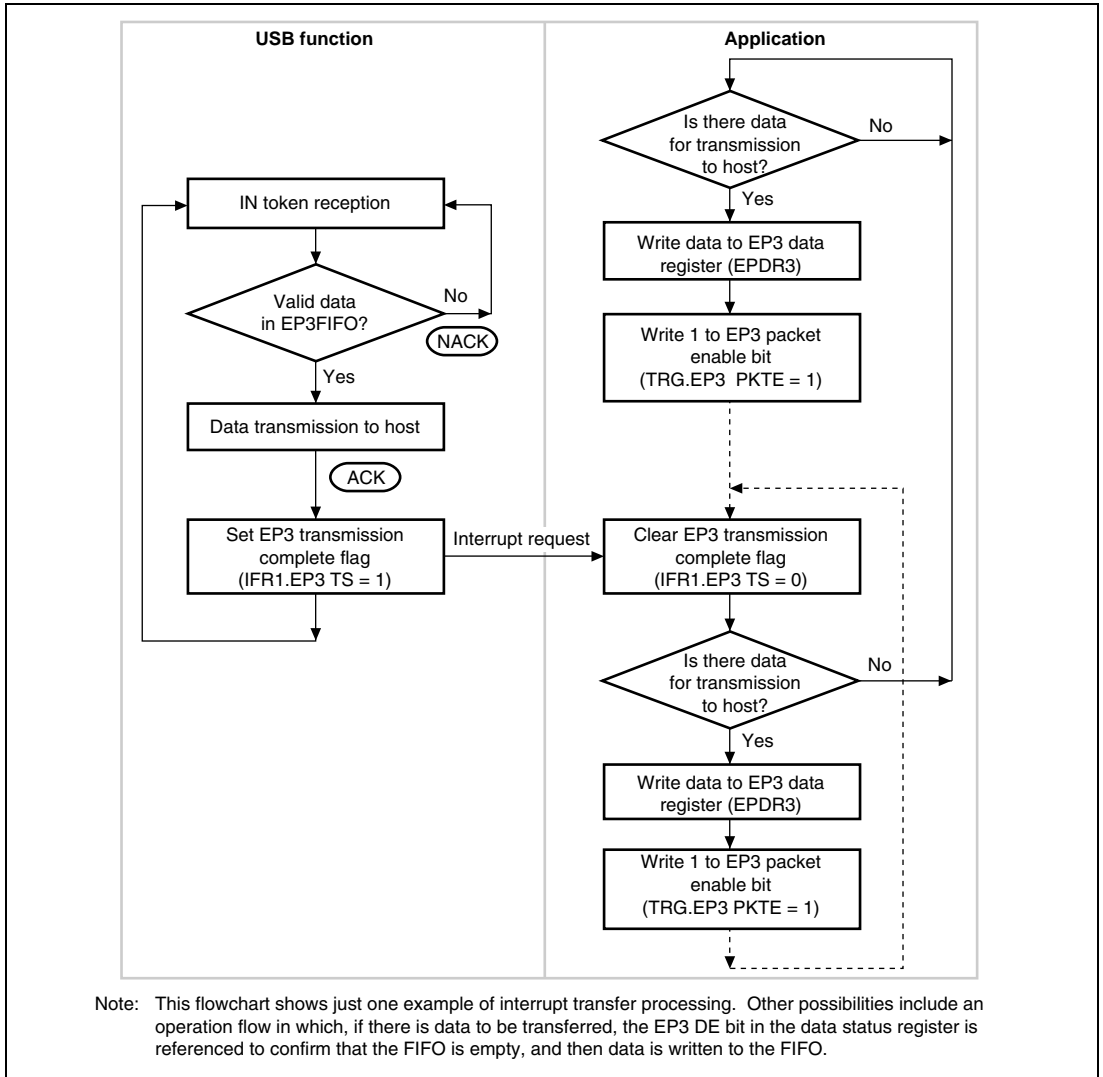 USB function
IN token reception
Valid data
in EP3FIFO?
No
NACK
Yes
Data transmission to host
ACK
Set EP3 transmission
complete flag
(IFR1.EP3 TS = 1)
Interrupt request
Application
Is there data
for transmission
to host?
No
Yes
Write data to EP3 data
register (EPDR3)
Write 1 to EP3 packet
enable bit
(TRG.EP3 PKTE = 1)
Clear EP3 transmission
complete flag
(IFR1.EP3 TS = 0)
Is there data
for transmission
to host?
No
Yes
Write data to EP3 data
register (EPDR3)
Write 1 to EP3 packet
enable bit
(TRG.EP3 PKTE = 1)
Note: This flowchart shows just one example of interrupt transfer processing. Other possibilities include an
operation flow in which, if there is data to be transferred, the EP3 DE bit in the data status register is
referenced to confirm that the FIFO is empty, and then data is written to the FIFO.